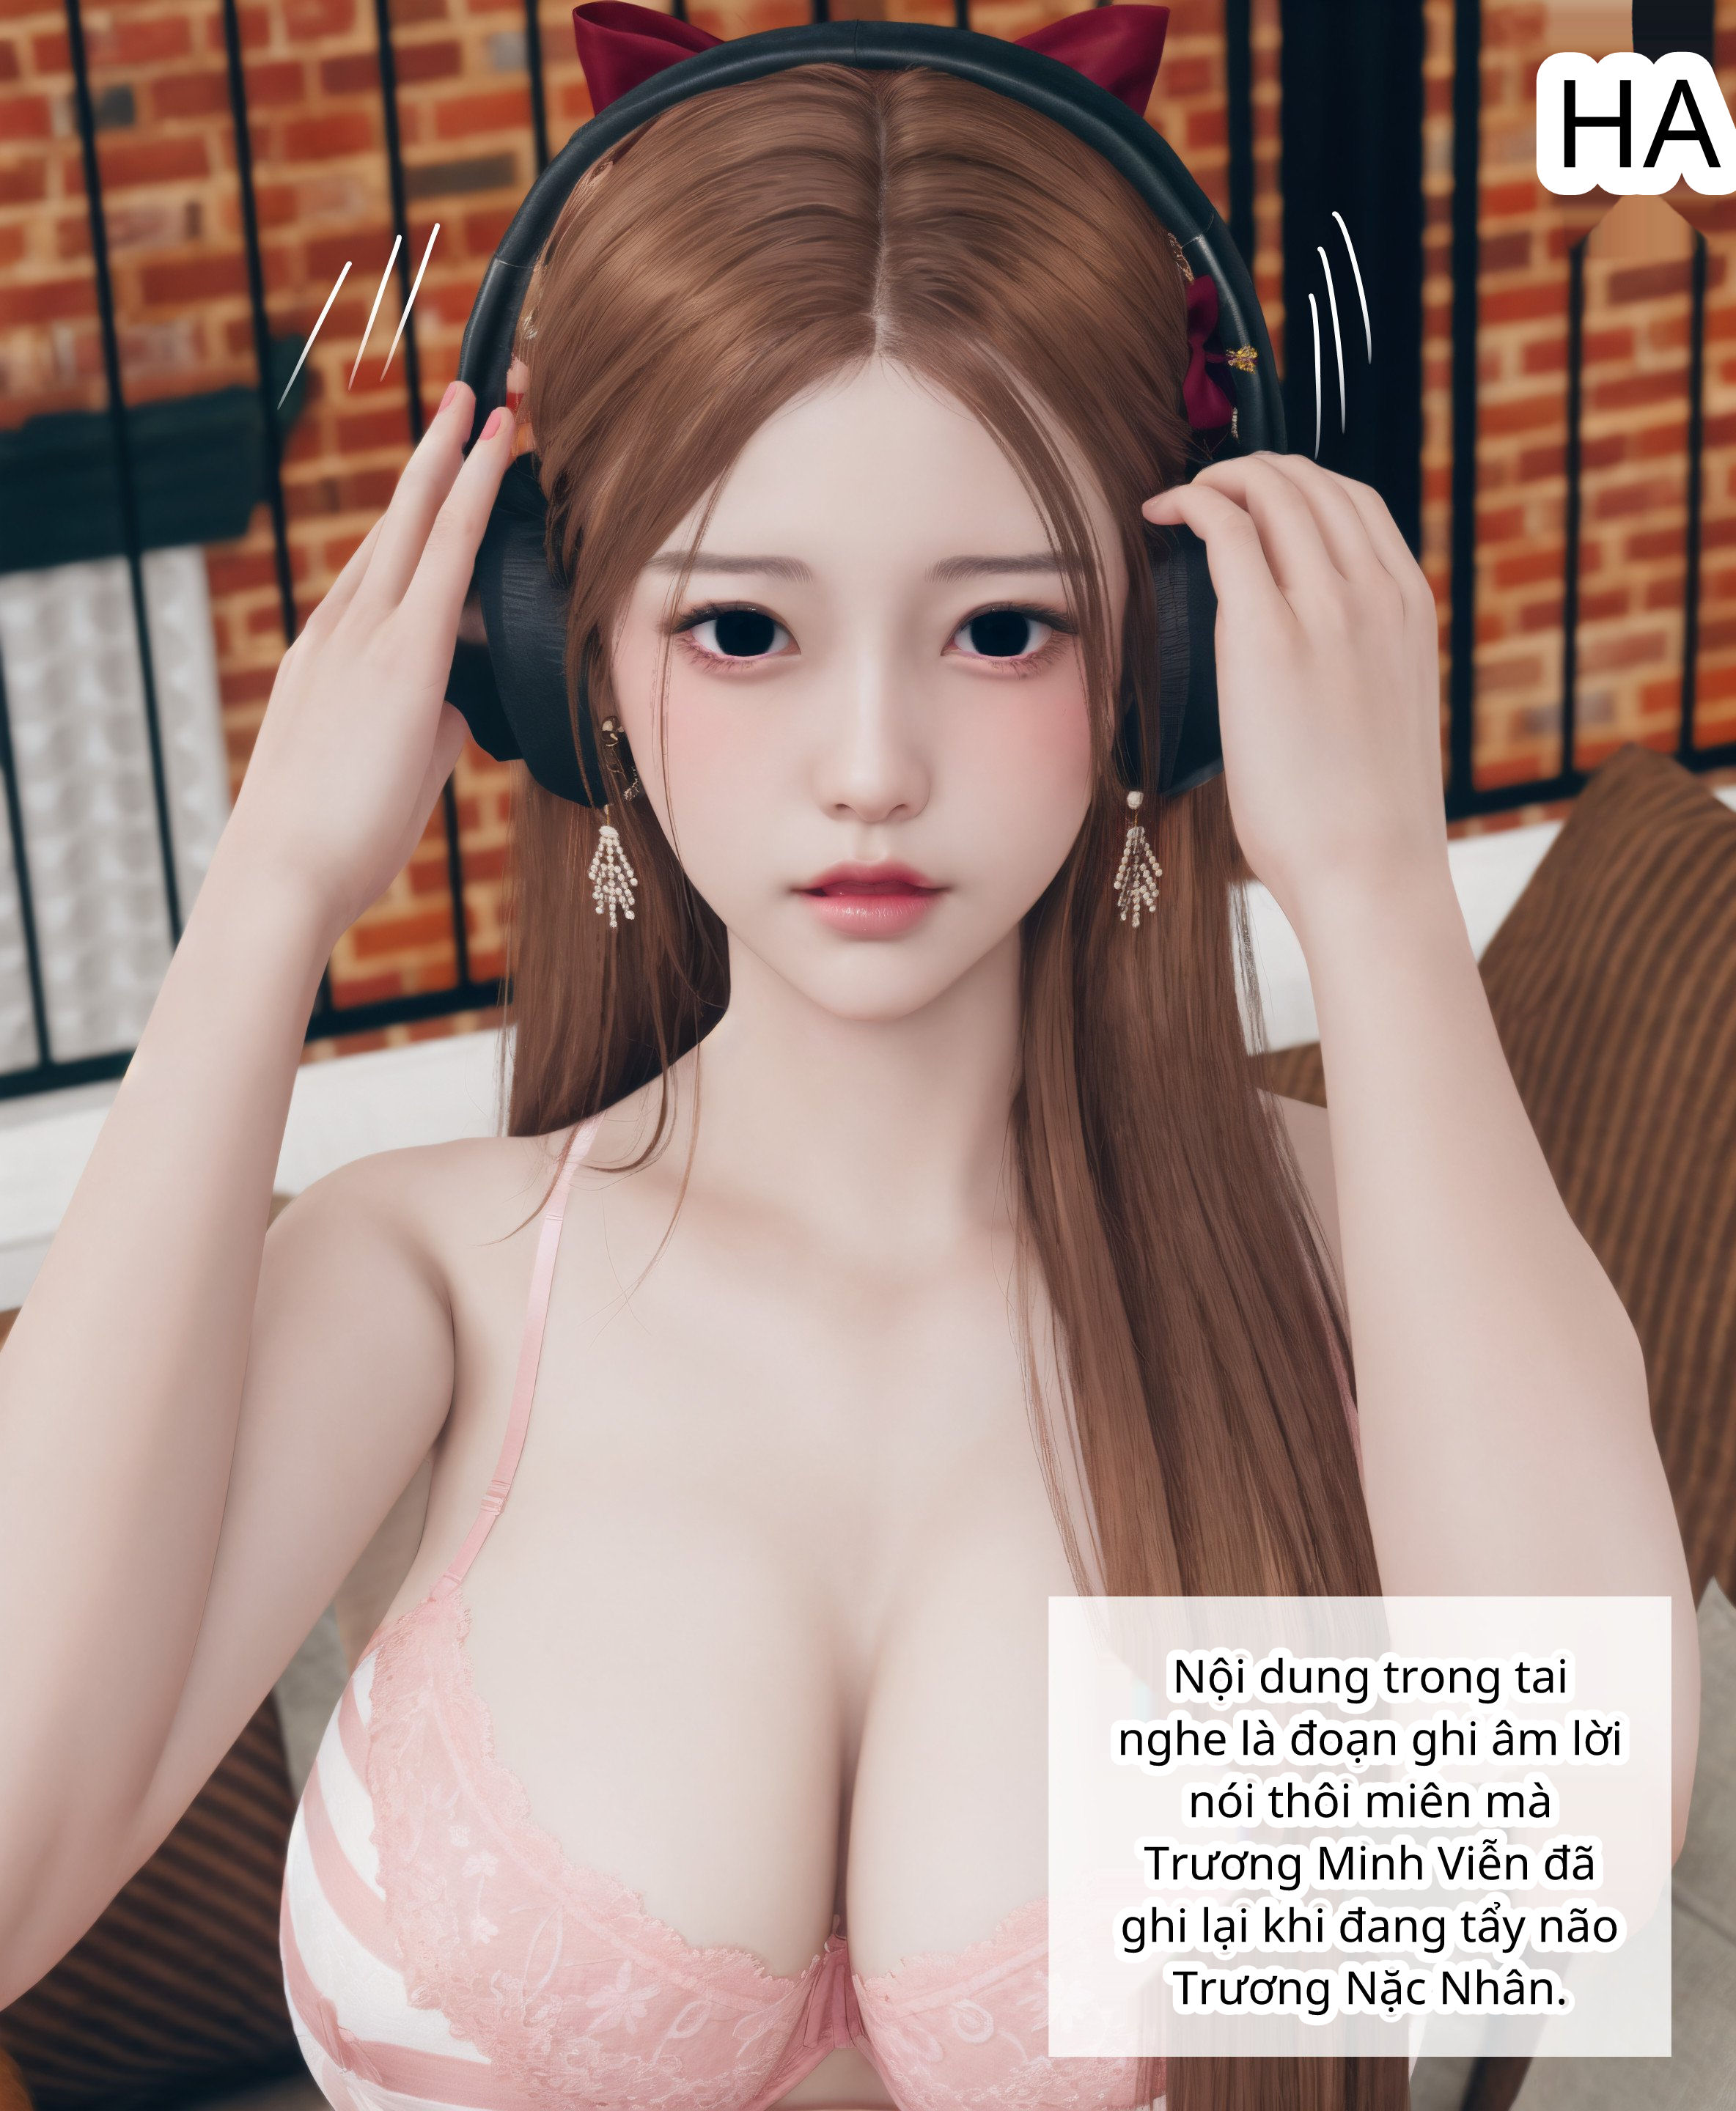 HA
Nội dung trong tai
nghe là đoạn ghi âm lời
nói thôi miên mà
Trương Minh Viễn đã
ghi lại khi đang tẩy não
Trương Nặc Nhân.